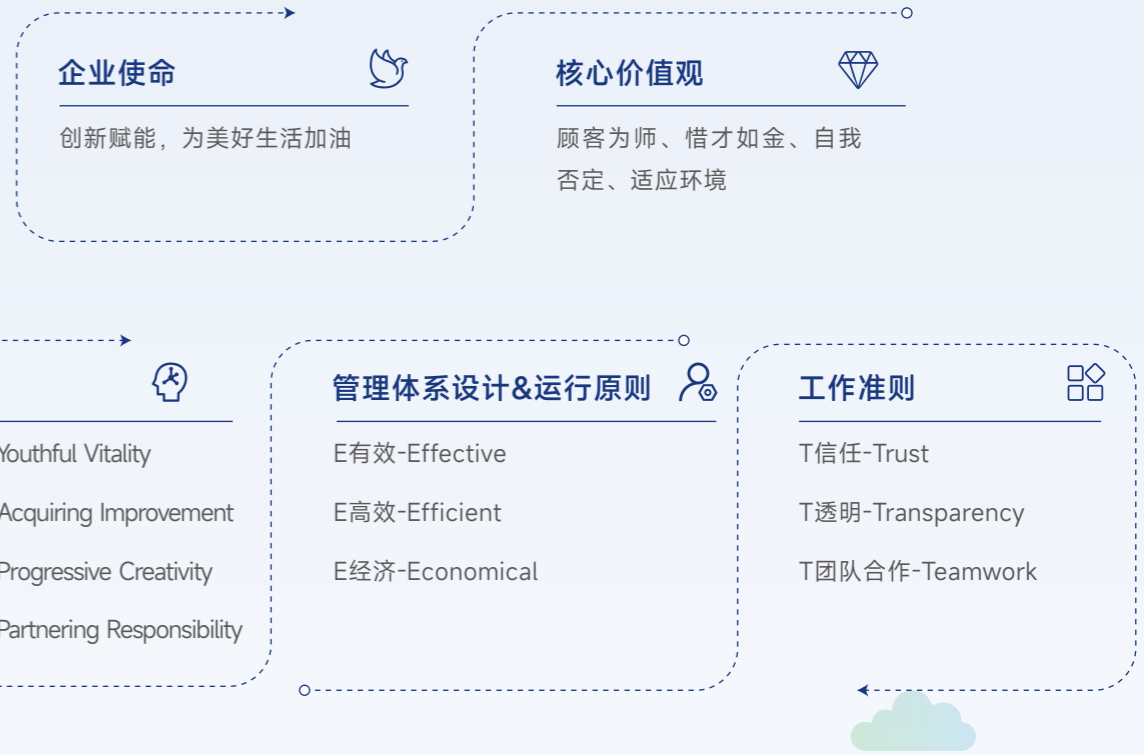 企业使命
创新赋能，为美好生活加油
核心价值观
顾客为师、惜才如金、自我
否定、适应环境
Youthful Vitality
Acquiring Improvement
Progressive Creativity
Partnering Responsibility
管理体系设计&运行原则
E有效-Effective
E高效-Efficient
E经济-Economical
工作准则
T信任-Trust
T透明-Transparency
T团队合作-Teamwork